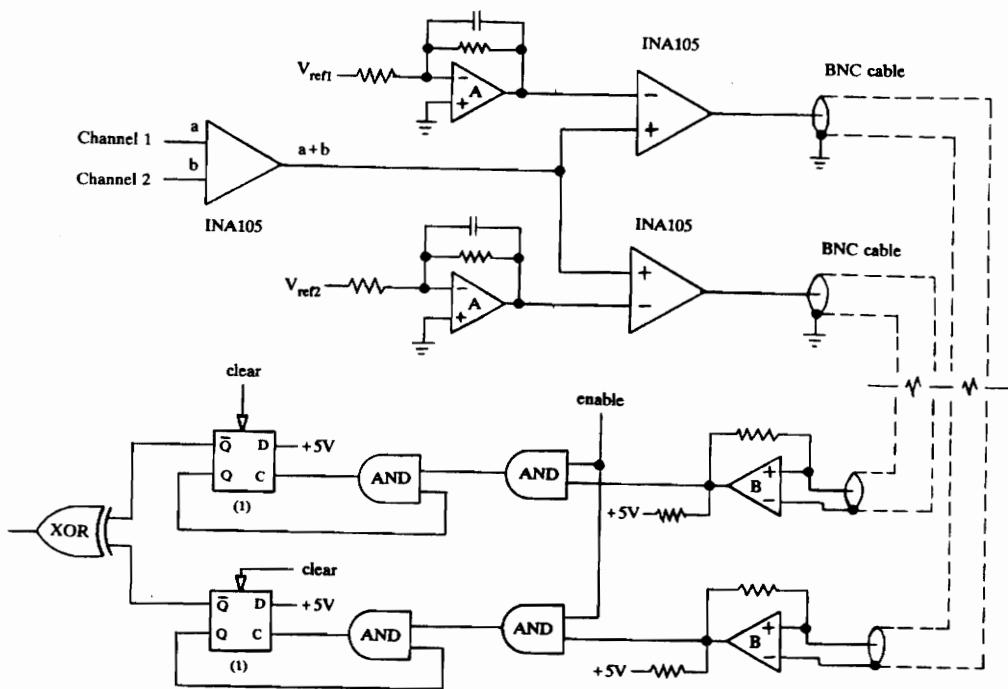 INA105
BNC cable
V_ref1
A
−
+
−
+
Channel 1
a
Channel 2
b
a + b
INA105
INA105
BNC cable
V_ref2
A
−
+
+
−
clear
enable
Q̅ D +5V
Q C
(1)
AND
AND
B
+
−
+5V
XOR
clear
Q̅ D +5V
Q C
(1)
AND
AND
B
+
−
+5V